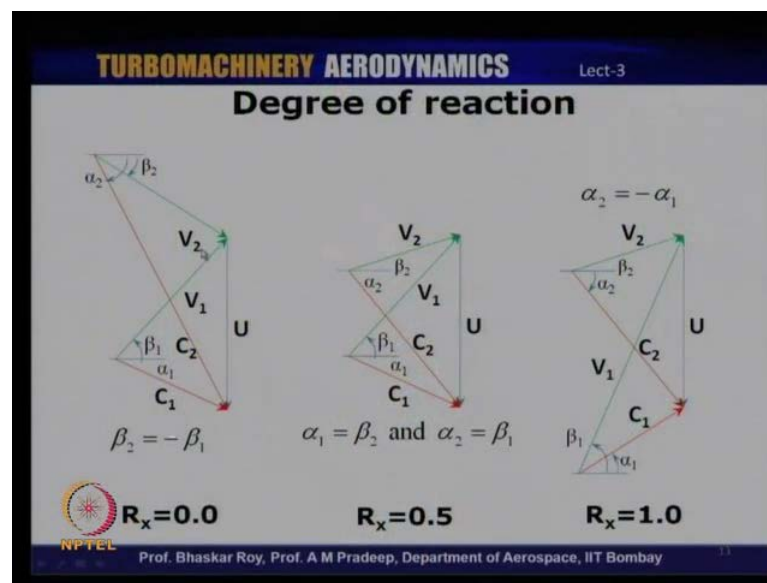 TURBOMACHINERY AERODYNAMICS Lect-3
Degree of reaction
α₂ β₂
V₂
V₁
U
β₁ C₂
α₁
C₁
β₂ = − β₁
Rₓ=0.0
V₂
β₂
α₂
V₁
U
β₁ C₂
α₁
C₁
α₁ = β₂ and α₂ = β₁
Rₓ=0.5
α₂ = − α₁
V₂
β₂
α₂
U
C₂
V₁
C₁
β₁
α₁
Rₓ=1.0
NPTEL
Prof. Bhaskar Roy, Prof. A M Pradeep, Department of Aerospace, IIT Bombay